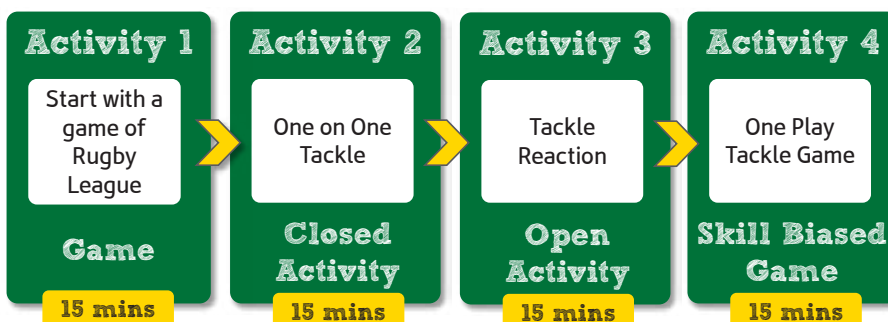 Activity 1
Start with a
game of
Rugby
League
Game
15 mins
Activity 2
One on One
Tackle
Closed
Activity
15 mins
Activity 3
Tackle
Reaction
Open
Activity
15 mins
Activity 4
One Play
Tackle Game
Skill Biased
Game
15 mins